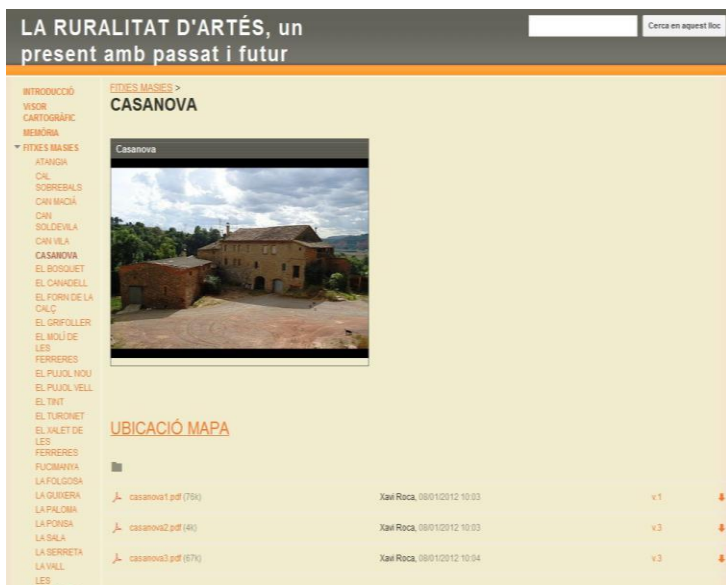 LA RURALITAT D'ARTÉS, un
present amb passat i futur
Cerca en aquest lloc
INTRODUCCIÓ
VISOR
CARTOGRÀFIC
MEMÒRIA
FITXES MASIES
ATANGIA
CAL
SOBREBALS
CAN MACIÀ
CAN
SOLDEVILA
CAN VILA
CASANOVA
EL BOSQUET
EL CANADELL
EL FORN DE LA
CALÇ
EL GRIFOLLER
EL MOLÍ DE
LES
FERRERES
EL PUJOL NOU
EL PUJOL VELL
EL TINT
EL TURONET
EL XALET DE
LES
FERRERES
FUCIMANYA
LA FOLGOSA
LA GUIXERA
LA PALOMA
LA PONSA
LA SALA
LA SERRETA
LA VALL
LES
FITXES MASIES >
CASANOVA
Casanova
UBICACIÓ MAPA
casanova1.pdf (76k) Xavi Roca, 08/01/2012 10:03 v.1
casanova2.pdf (4k) Xavi Roca, 08/01/2012 10:03 v.3
casanova3.pdf (67k) Xavi Roca, 08/01/2012 10:04 v.3